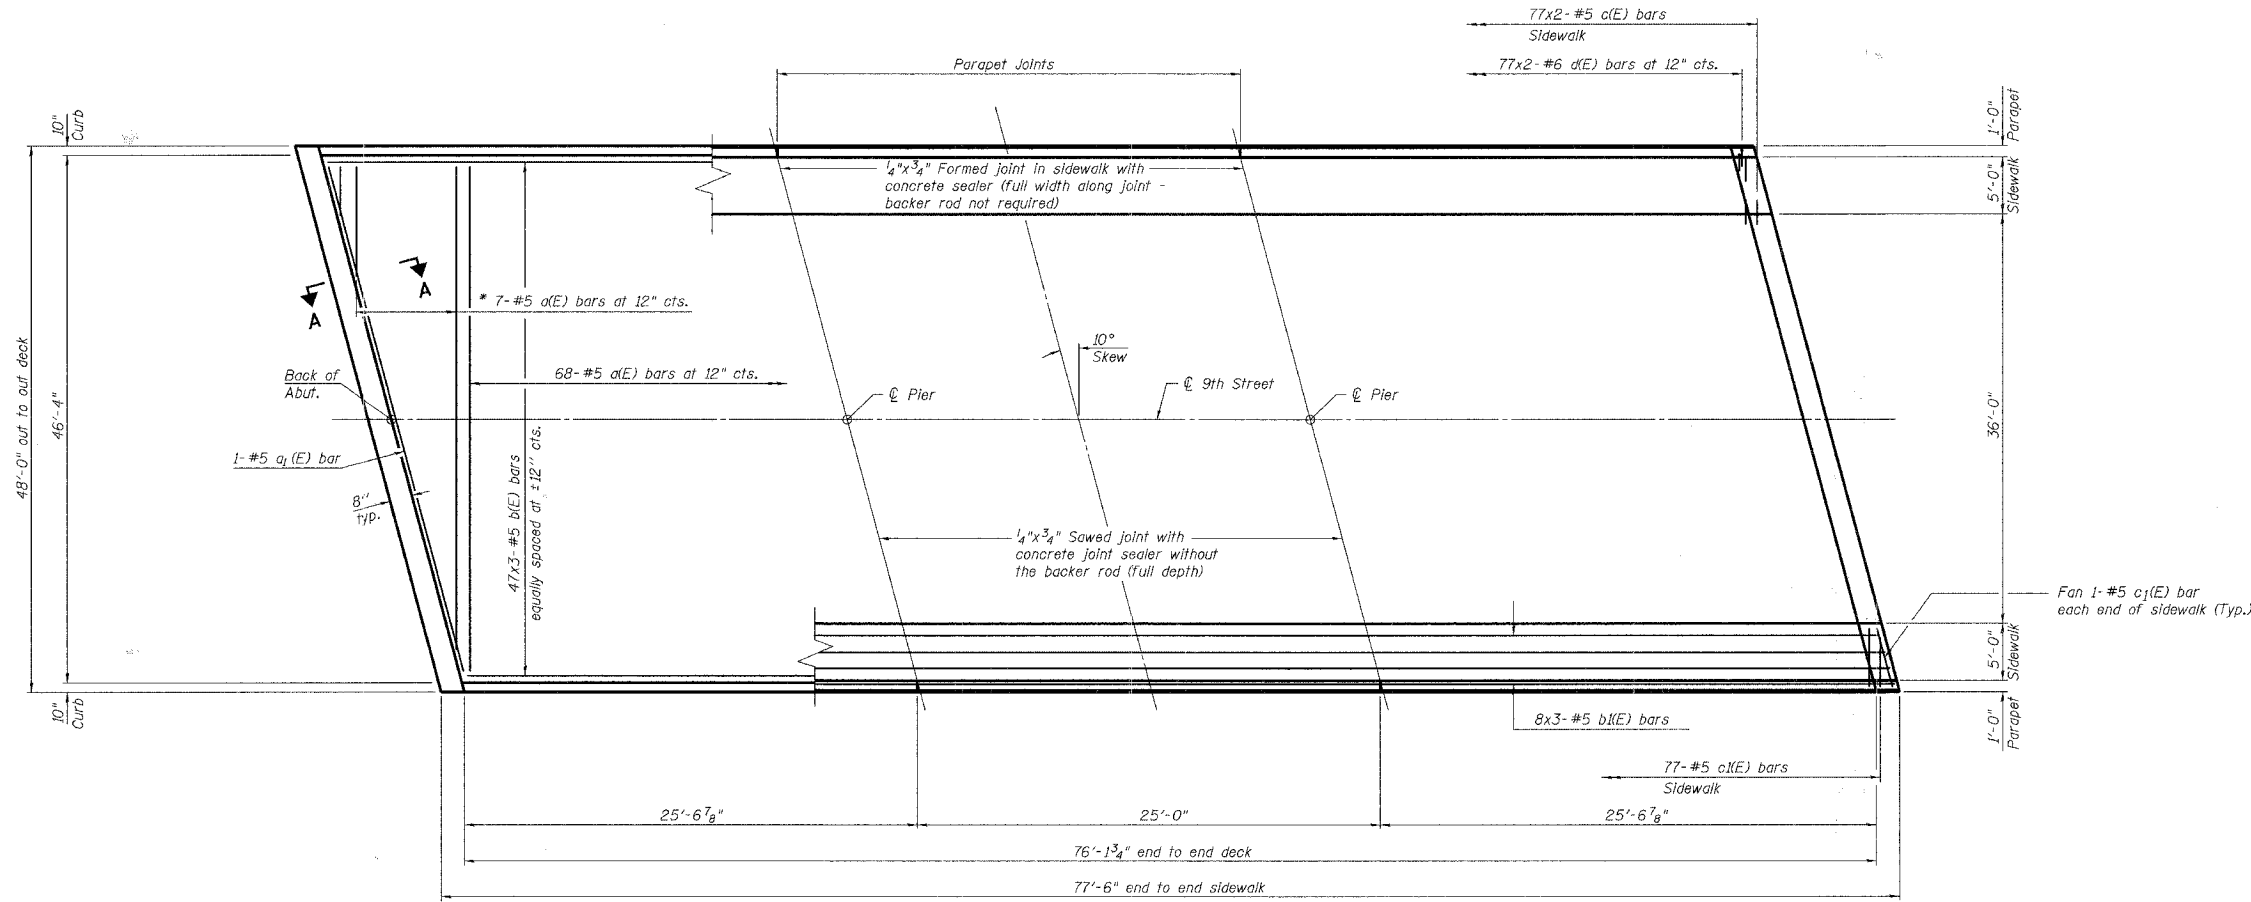 77x2-#5 c(E) bars
Sidewalk
Parapet Joints
77x2-#6 d(E) bars at 12" cts.
10"
Curb
1'-0"
Parapet
1/4"x3/4" Formed joint in sidewalk with
concrete sealer (full width along joint -
backer rod not required)
5'-0"
Sidewalk
A
A
* 7-#5 a(E) bars at 12" cts.
48'-0" out to out deck
46'-4"
10°
Skew
Back of
Abut.
68-#5 a(E) bars at 12" cts.
℄ Pier
℄ 9th Street
℄ Pier
36'-0"
1-#5 a1(E) bar
47x3-#5 b(E) bars
equally spaced at ±12" cts.
8"
typ.
1/4"x3/4" Sawed joint with
concrete joint sealer without
the backer rod (full depth)
Fan 1-#5 c1(E) bar
each end of sidewalk (Typ.)
5'-0"
Sidewalk
10"
Curb
8x3-#5 b1(E) bars
1'-0"
Parapet
77-#5 c1(E) bars
Sidewalk
25'-6 7/8"
25'-0"
25'-6 7/8"
76'-1 3/4" end to end deck
77'-6" end to end sidewalk